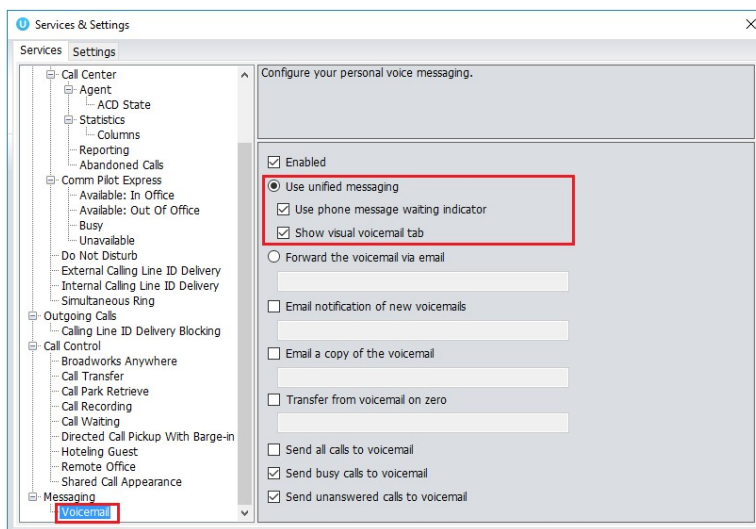 Services & Settings
Services Settings
Call Center
Agent
ACD State
Statistics
Columns
Reporting
Abandoned Calls
Comm Pilot Express
Available: In Office
Available: Out Of Office
Busy
Unavailable
Do Not Disturb
External Calling Line ID Delivery
Internal Calling Line ID Delivery
Simultaneous Ring
Outgoing Calls
Calling Line ID Delivery Blocking
Call Control
Broadworks Anywhere
Call Transfer
Call Park Retrieve
Call Recording
Call Waiting
Directed Call Pickup With Barge-in
Hoteling Guest
Remote Office
Shared Call Appearance
Messaging
Voicemail
Configure your personal voice messaging.
Enabled
Use unified messaging
Use phone message waiting indicator
Show visual voicemail tab
Forward the voicemail via email
Email notification of new voicemails
Email a copy of the voicemail
Transfer from voicemail on zero
Send all calls to voicemail
Send busy calls to voicemail
Send unanswered calls to voicemail